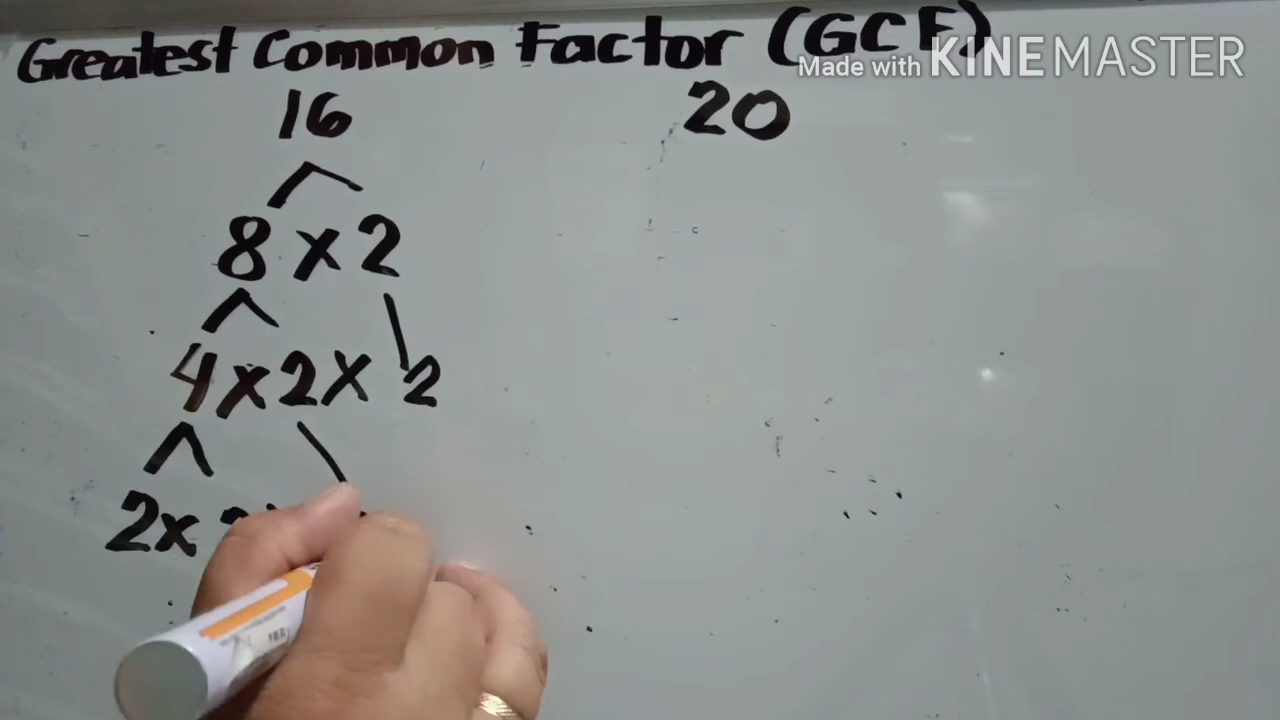 Greatest Common Factor (GCF)
Made with KINEMASTER
16 20
8 x 2
4 x 2 x 2
2 x 2